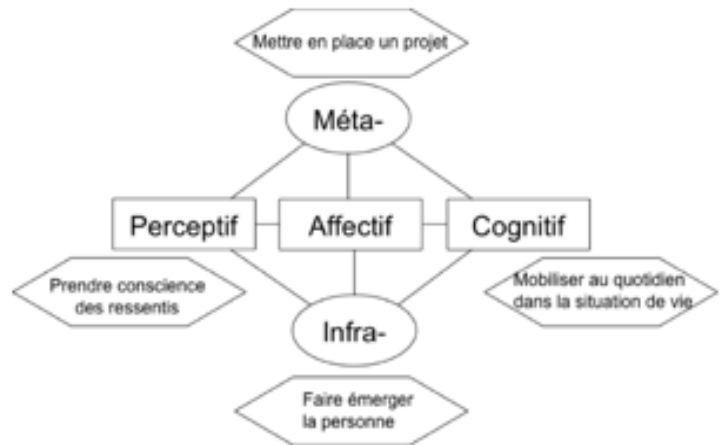 Mettre en place un projet
Méta-
Perceptif
Affectif
Cognitif
Prendre conscience
des ressentis
Mobiliser au quotidien
dans la situation de vie
Infra-
Faire émerger
la personne